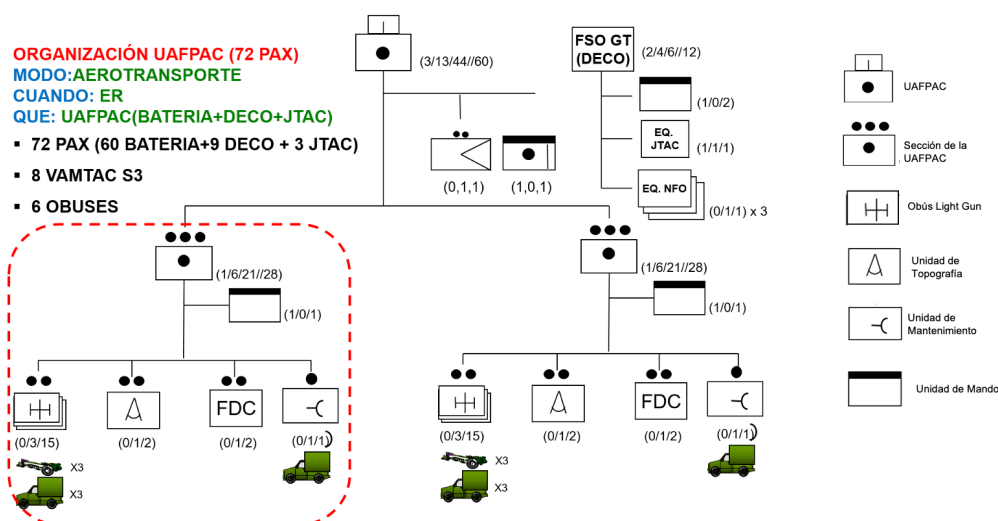 ORGANIZACIÓN UAFPAC (72 PAX)
MODO:AEROTRANSPORTE
CUANDO: ER
QUE: UAFPAC(BATERIA+DECO+JTAC)
▪ 72 PAX (60 BATERIA+9 DECO + 3 JTAC)
▪ 8 VAMTAC S3
▪ 6 OBUSES
(3/13/44//60)
(0,1,1)
(1,0,1)
FSO GT
(DECO)
(2/4/6//12)
(1/0/2)
EQ.
JTAC
(1/1/1)
EQ. NFO
(0/1/1) x 3
(1/6/21//28)
(1/0/1)
FDC
(0/3/15)
(0/1/2)
(0/1/2)
(0/1/1)
X3
X3
(1/6/21//28)
(1/0/1)
FDC
(0/3/15)
(0/1/2)
(0/1/2)
(0/1/1)
X3
X3
UAFPAC
Sección de la
UAFPAC
Obús Light Gun
Unidad de
Topografía
Unidad de
Mantenimiento
Unidad de Mando